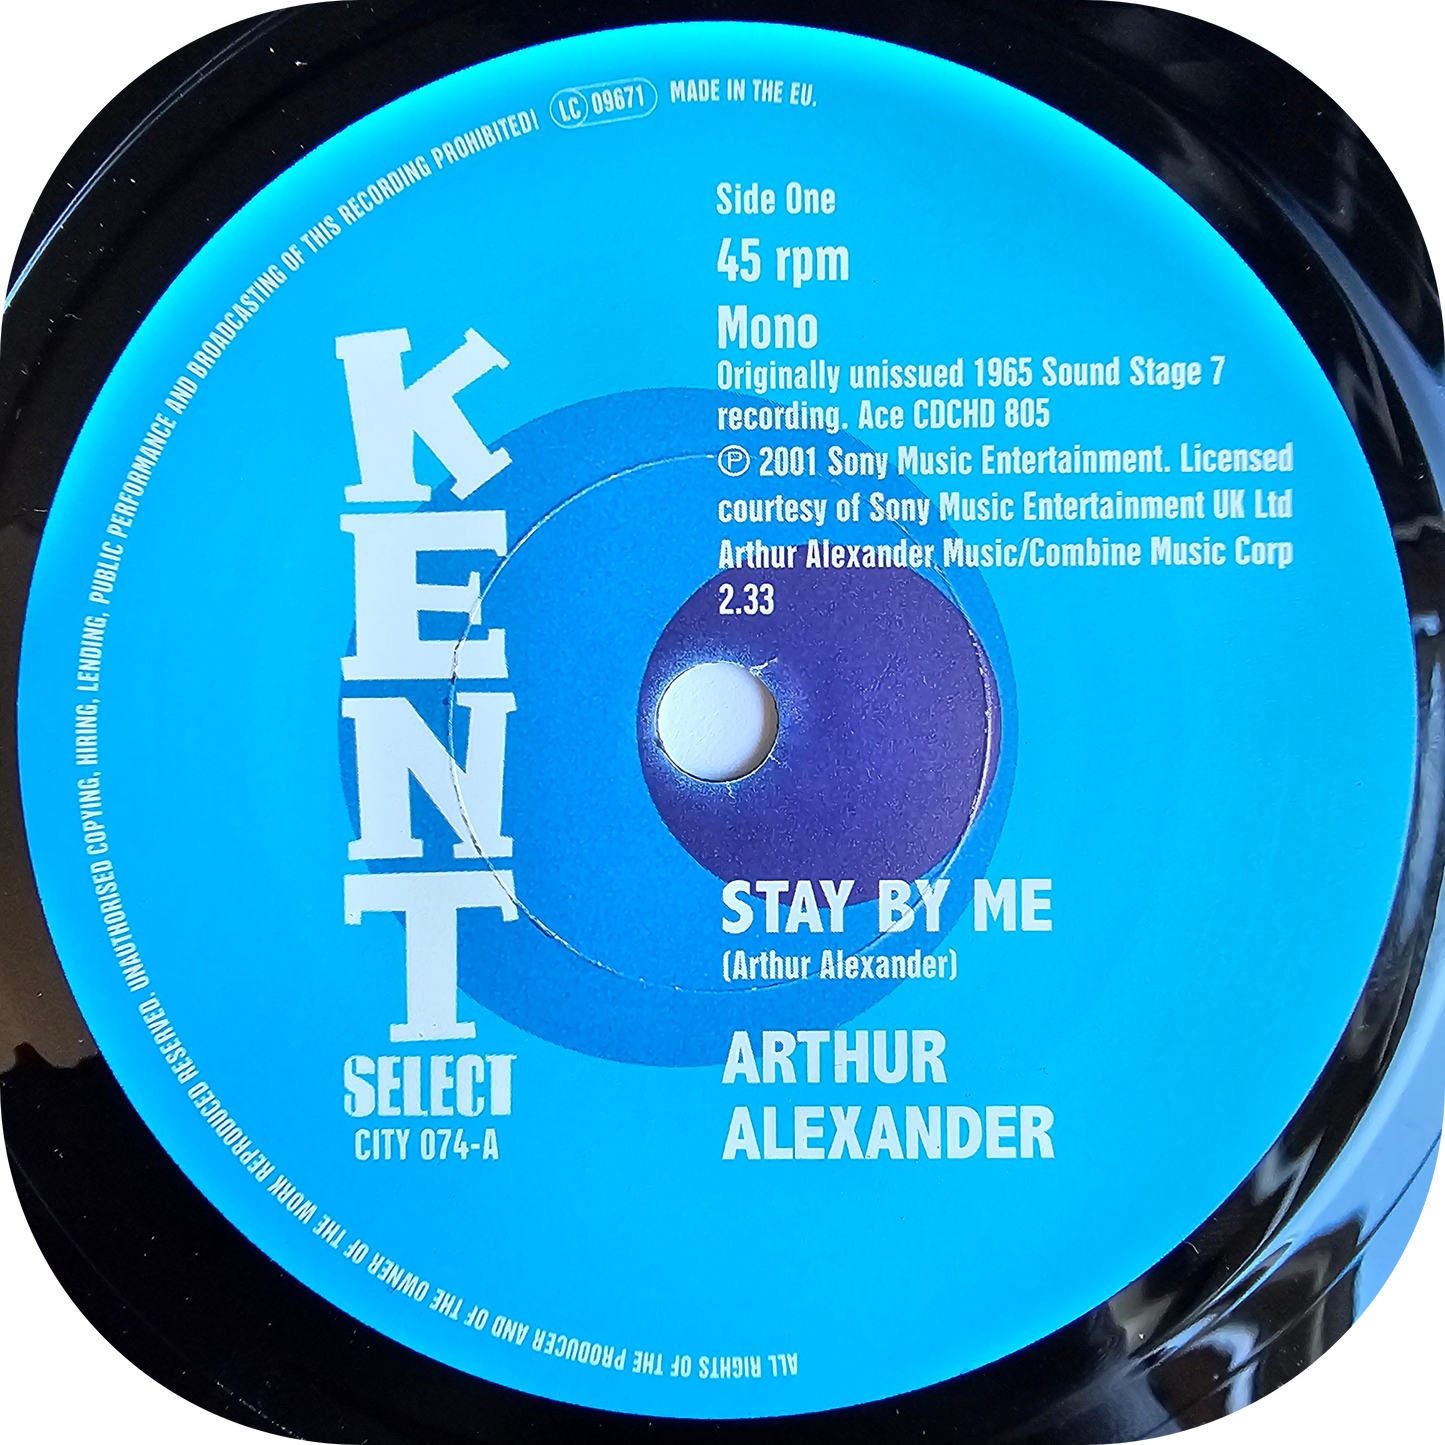 ALL RIGHTS OF THE PRODUCER AND OF THE OWNER OF THE WORK REPRODUCED RESERVED. UNAUTHORISED COPYING, HIRING, LENDING, PUBLIC PERFORMANCE AND BROADCASTING OF THIS RECORDING PROHIBITED! LC 09671 MADE IN THE EU.
Side One
45 rpm
Mono
Originally unissued 1965 Sound Stage 7
recording. Ace CDCHD 805
℗ 2001 Sony Music Entertainment. Licensed
courtesy of Sony Music Entertainment UK Ltd
Arthur Alexander Music/Combine Music Corp
2.33
KENT
SELECT
CITY 074-A
STAY BY ME
(Arthur Alexander)
ARTHUR
ALEXANDER